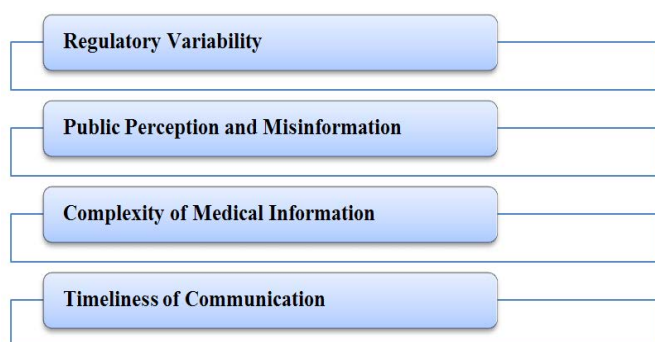 Regulatory Variability
Public Perception and Misinformation
Complexity of Medical Information
Timeliness of Communication